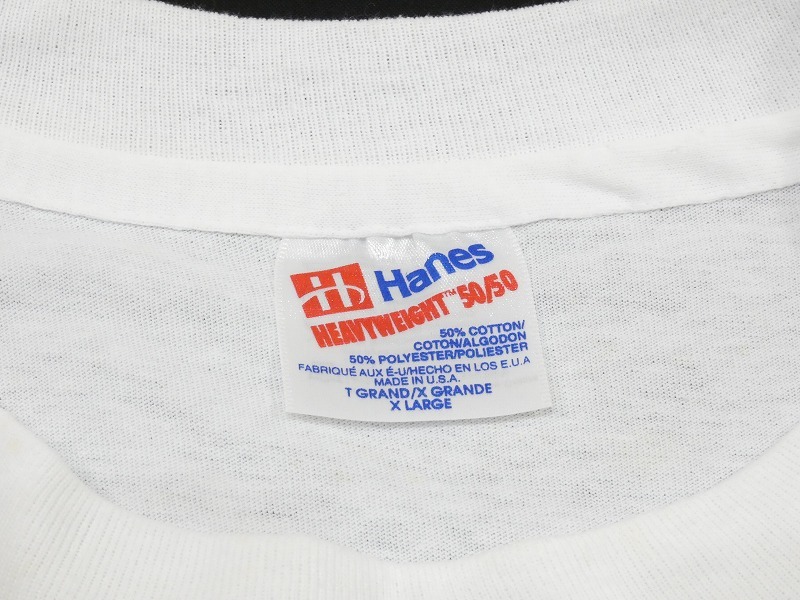 Hanes
HEAVYWEIGHT™ 50/50
50% COTTON/
COTON/ALGODON
50% POLYESTER/POLIESTER
FABRIQUÉ AUX É-U/HECHO EN LOS E.U.A
MADE IN U.S.A.
T GRAND/X GRANDE
X LARGE